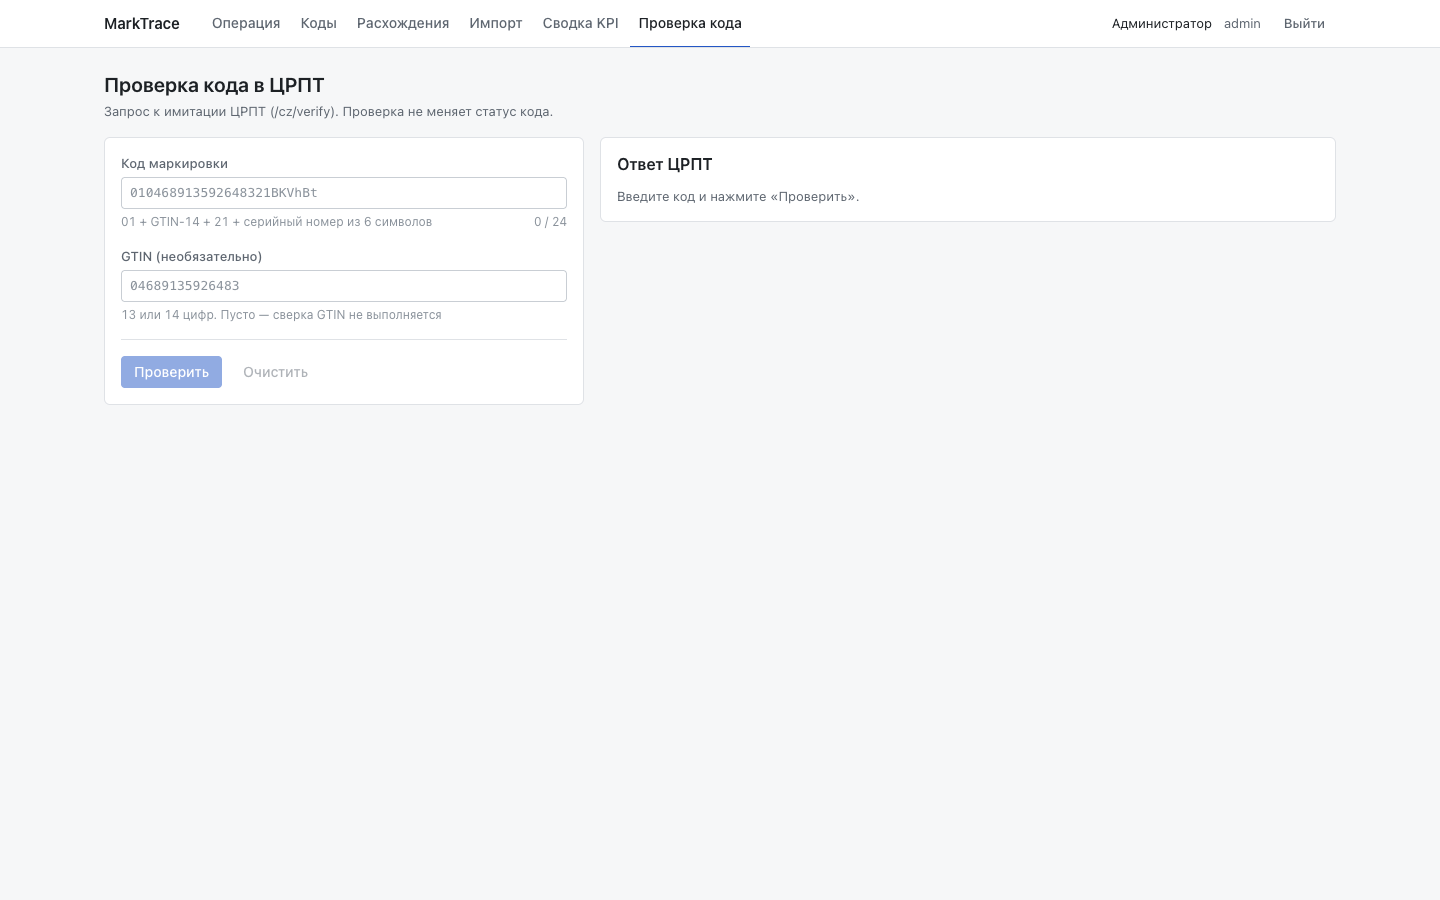 MarkTrace Операция Коды Расхождения Импорт Сводка KPI Проверка кода Администратор admin Выйти
Проверка кода в ЦРПТ
Запрос к имитации ЦРПТ (/cz/verify). Проверка не меняет статус кода.
Код маркировки
010468913592648321BKVhBt
01 + GTIN-14 + 21 + серийный номер из 6 символов 0 / 24
GTIN (необязательно)
04689135926483
13 или 14 цифр. Пусто — сверка GTIN не выполняется
Проверить Очистить
Ответ ЦРПТ
Введите код и нажмите «Проверить».